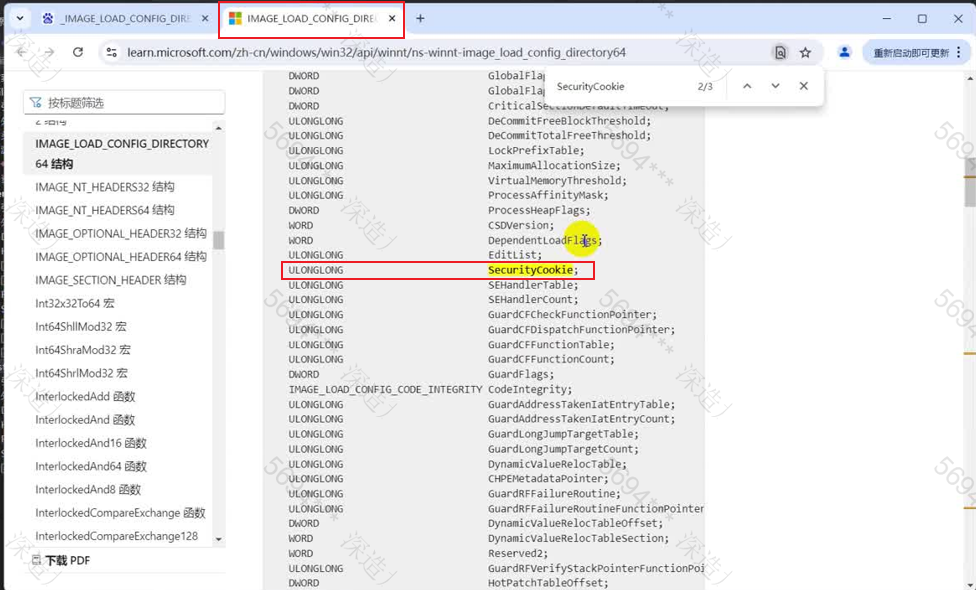 _IMAGE_LOAD_CONFIG_DIRE
IMAGE_LOAD_CONFIG_DIRE
learn.microsoft.com/zh-cn/windows/win32/api/winnt/ns-winnt-image_load_config_directory64
重新启动即可更新
SecurityCookie 2/3
按标题筛选
2 结构
IMAGE_LOAD_CONFIG_DIRECTORY
64 结构
IMAGE_NT_HEADERS32 结构
IMAGE_NT_HEADERS64 结构
IMAGE_OPTIONAL_HEADER32 结构
IMAGE_OPTIONAL_HEADER64 结构
IMAGE_SECTION_HEADER 结构
Int32x32To64 宏
Int64ShllMod32 宏
Int64ShraMod32 宏
Int64ShrlMod32 宏
InterlockedAdd 函数
InterlockedAnd 函数
InterlockedAnd16 函数
InterlockedAnd64 函数
InterlockedAnd8 函数
InterlockedCompareExchange 函数
InterlockedCompareExchange128
下载 PDF
DWORD GlobalFlag
DWORD GlobalFlag
DWORD CriticalSectionDefaultTimeout;
ULONGLONG DeCommitFreeBlockThreshold;
ULONGLONG DeCommitTotalFreeThreshold;
ULONGLONG LockPrefixTable;
ULONGLONG MaximumAllocationSize;
ULONGLONG VirtualMemoryThreshold;
ULONGLONG ProcessAffinityMask;
DWORD ProcessHeapFlags;
WORD CSDVersion;
WORD DependentLoadFlags;
ULONGLONG EditList;
ULONGLONG SecurityCookie;
ULONGLONG SEHandlerTable;
ULONGLONG SEHandlerCount;
ULONGLONG GuardCFCheckFunctionPointer;
ULONGLONG GuardCFDispatchFunctionPointer;
ULONGLONG GuardCFFunctionTable;
ULONGLONG GuardCFFunctionCount;
DWORD GuardFlags;
IMAGE_LOAD_CONFIG_CODE_INTEGRITY CodeIntegrity;
ULONGLONG GuardAddressTakenIatEntryTable;
ULONGLONG GuardAddressTakenIatEntryCount;
ULONGLONG GuardLongJumpTargetTable;
ULONGLONG GuardLongJumpTargetCount;
ULONGLONG DynamicValueRelocTable;
ULONGLONG CHPEMetadataPointer;
ULONGLONG GuardRFFailureRoutine;
ULONGLONG GuardRFFailureRoutineFunctionPointer
DWORD DynamicValueRelocTableOffset;
WORD DynamicValueRelocTableSection;
WORD Reserved2;
ULONGLONG GuardRFVerifyStackPointerFunctionPoi
DWORD HotPatchTableOffset;
深造丿
5694***